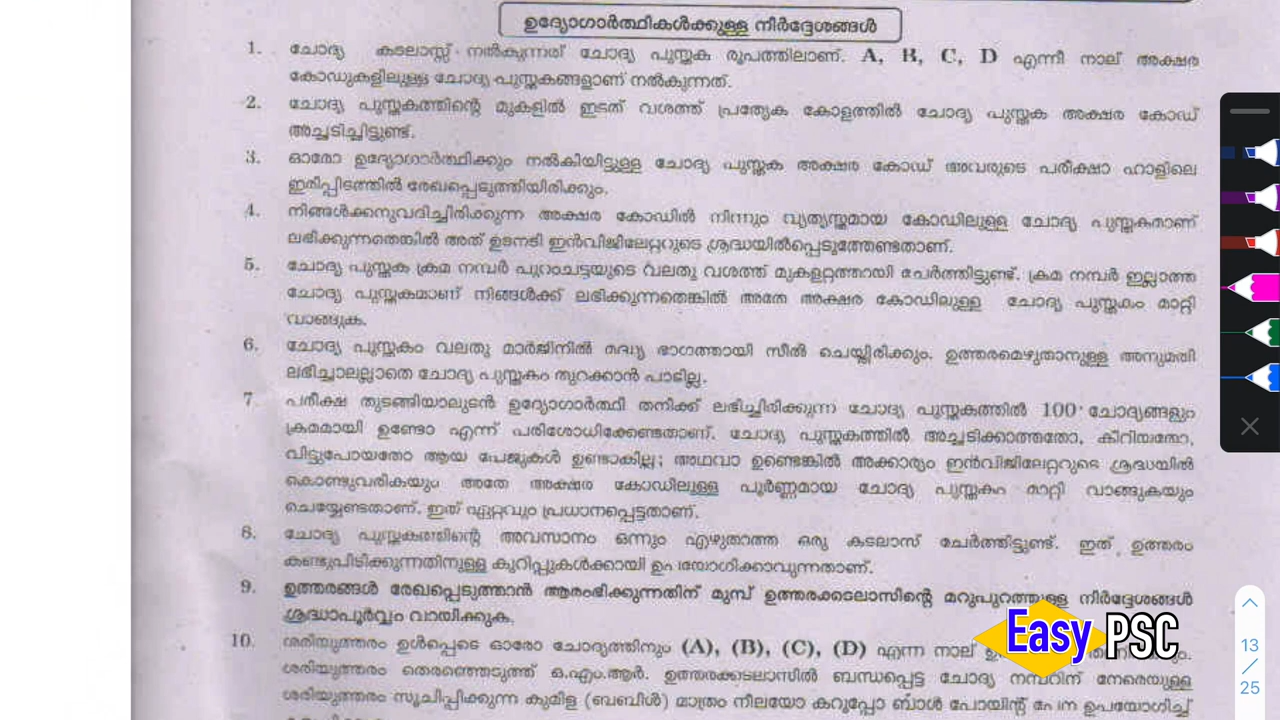 ഉദ്യോഗാർത്ഥികൾക്കുള്ള നിർദ്ദേശങ്ങൾ
1. ചോദ്യ കടലാസ്സ് നൽകുന്നത് ചോദ്യ പുസ്തക രൂപത്തിലാണ്. A, B, C, D എന്നീ നാല് അക്ഷര
കോഡുകളിലുള്ള ചോദ്യ പുസ്തകങ്ങളാണ് നൽകുന്നത്.
2. ചോദ്യ പുസ്തകത്തിന്റെ മുകളിൽ ഇടത് വശത്ത് പ്രത്യേക കോളത്തിൽ ചോദ്യ പുസ്തക അക്ഷര കോഡ്
അച്ചടിച്ചിട്ടുണ്ട്.
3. ഓരോ ഉദ്യോഗാർത്ഥിക്കും നൽകിയിട്ടുള്ള ചോദ്യ പുസ്തക അക്ഷര കോഡ് അവരുടെ പരീക്ഷാ ഹാളിലെ
ഇരിപ്പിടത്തിൽ രേഖപ്പെടുത്തിയിരിക്കും.
4. നിങ്ങൾക്കനുവദിച്ചിരിക്കുന്ന അക്ഷര കോഡിൽ നിന്നും വ്യത്യസ്തമായ കോഡിലുള്ള ചോദ്യ പുസ്തകമാണ്
ലഭിക്കുന്നതെങ്കിൽ അത് ഉടനടി ഇൻവിജിലേറ്ററുടെ ശ്രദ്ധയിൽപ്പെടുത്തേണ്ടതാണ്.
5. ചോദ്യ പുസ്തക ക്രമ നമ്പർ പുറംചട്ടയുടെ വലതു വശത്ത് മുകളറ്റത്തായി ചേർത്തിട്ടുണ്ട്. ക്രമ നമ്പർ ഇല്ലാത്ത
ചോദ്യ പുസ്തകമാണ് നിങ്ങൾക്ക് ലഭിക്കുന്നതെങ്കിൽ അതേ അക്ഷര കോഡിലുള്ള ചോദ്യ പുസ്തകം മാറ്റി
വാങ്ങുക.
6. ചോദ്യ പുസ്തകം വലതു മാർജിനിൽ മദ്ധ്യ ഭാഗത്തായി സീൽ ചെയ്തിരിക്കും. ഉത്തരമെഴുതാനുള്ള അനുമതി
ലഭിച്ചാലല്ലാതെ ചോദ്യ പുസ്തകം തുറക്കാൻ പാടില്ല.
7. പരീക്ഷ തുടങ്ങിയാലുടൻ ഉദ്യോഗാർത്ഥി തനിക്ക് ലഭിച്ചിരിക്കുന്ന ചോദ്യ പുസ്തകത്തിൽ 100 ചോദ്യങ്ങളും
ക്രമമായി ഉണ്ടോ എന്ന് പരിശോധിക്കേണ്ടതാണ്. ചോദ്യ പുസ്തകത്തിൽ അച്ചടിക്കാത്തതോ, കീറിയതോ,
വിട്ടുപോയതോ ആയ പേജുകൾ ഉണ്ടാകില്ല; അഥവാ ഉണ്ടെങ്കിൽ അക്കാര്യം ഇൻവിജിലേറ്ററുടെ ശ്രദ്ധയിൽ
കൊണ്ടുവരികയും അതേ അക്ഷര കോഡിലുള്ള പൂർണ്ണമായ ചോദ്യ പുസ്തകം മാറ്റി വാങ്ങുകയും
ചെയ്യേണ്ടതാണ്. ഇത് ഏറ്റവും പ്രധാനപ്പെട്ടതാണ്.
8. ചോദ്യ പുസ്തകത്തിന്റെ അവസാനം ഒന്നും എഴുതാത്ത ഒരു കടലാസ് ചേർത്തിട്ടുണ്ട്. ഇത് ഉത്തരം
കണ്ടുപിടിക്കുന്നതിനുള്ള കുറിപ്പുകൾക്കായി ഉപയോഗിക്കാവുന്നതാണ്.
9. ഉത്തരങ്ങൾ രേഖപ്പെടുത്താൻ ആരംഭിക്കുന്നതിന് മുമ്പ് ഉത്തരക്കടലാസിന്റെ മറുപുറത്തുള്ള നിർദ്ദേശങ്ങൾ
ശ്രദ്ധാപൂർവ്വം വായിക്കുക.
10. ശരിയുത്തരം ഉൾപ്പെടെ ഓരോ ചോദ്യത്തിനും (A), (B), (C), (D) എന്ന നാല്
ശരിയുത്തരം തെരഞ്ഞെടുത്ത് ഒ.എം.ആർ. ഉത്തരക്കടലാസിൽ ബന്ധപ്പെട്ട ചോദ്യ നമ്പറിന് നേരെയുള്ള
ശരിയുത്തരം സൂചിപ്പിക്കുന്ന കുമിള (ബബിൾ) മാത്രം നീലയോ കറുപ്പോ ബാൾ പോയിന്റ് പേന ഉപയോഗിച്ച്
Easy PSC
13
/
25